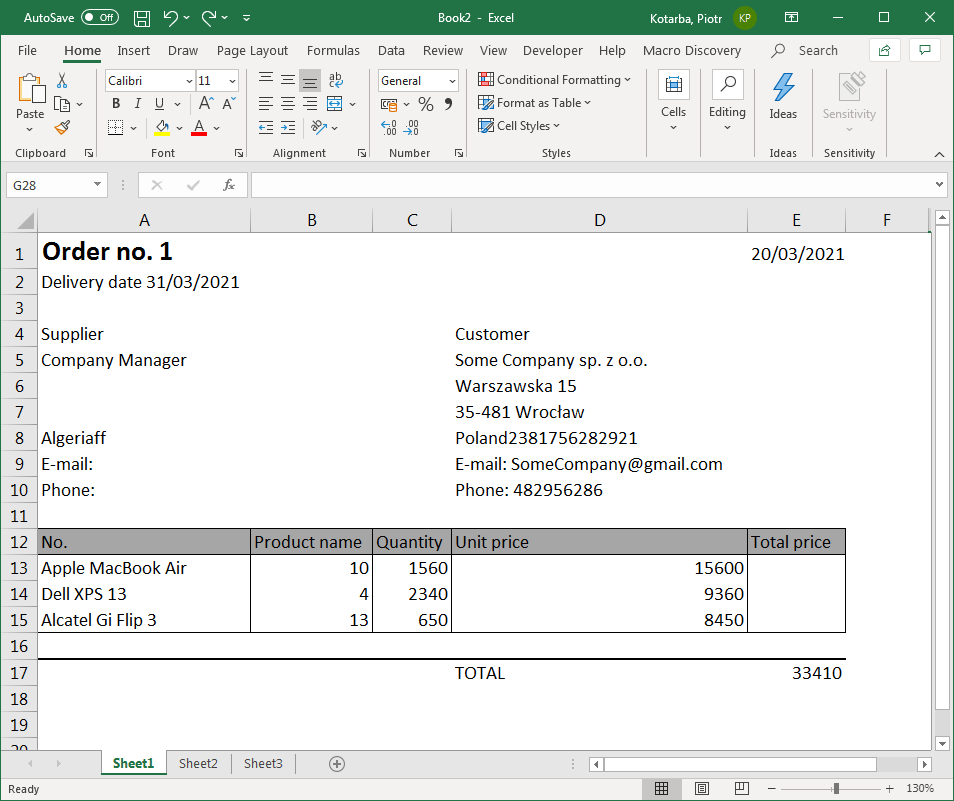 AutoSave Off Book2 - Excel Kotarba, Piotr KP
File Home Insert Draw Page Layout Formulas Data Review View Developer Help Macro Discovery Search
Paste Calibri 11 General Conditional Formatting Cells Editing Ideas Sensitivity
B I U A A % Format as Table
A Cell Styles
Clipboard Font Alignment Number Styles Ideas Sensitivity
G28 fx
A B C D E F
1 Order no. 1 20/03/2021
2 Delivery date 31/03/2021
3
4 Supplier Customer
5 Company Manager Some Company sp. z o.o.
6 Warszawska 15
7 35-481 Wrocław
8 Algeriaff Poland2381756282921
9 E-mail: E-mail: SomeCompany@gmail.com
10 Phone: Phone: 482956286
11
12 No. Product name Quantity Unit price Total price
13 Apple MacBook Air 10 1560 15600
14 Dell XPS 13 4 2340 9360
15 Alcatel Gi Flip 3 13 650 8450
16
17 TOTAL 33410
18
19
20
Sheet1 Sheet2 Sheet3
Ready 130%